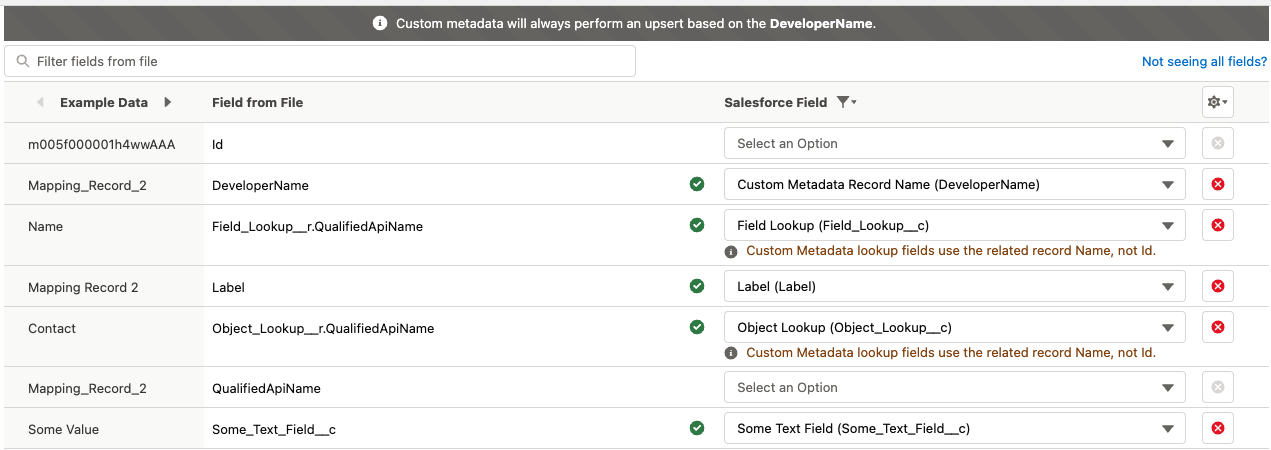 Custom metadata will always perform an upsert based on the DeveloperName.
Filter fields from file
Not seeing all fields?
Example Data Field from File Salesforce Field
m005f000001h4wwAAA Id Select an Option
Mapping_Record_2 DeveloperName Custom Metadata Record Name (DeveloperName)
Name Field_Lookup__r.QualifiedApiName Field Lookup (Field_Lookup__c)
Custom Metadata lookup fields use the related record Name, not Id.
Mapping Record 2 Label Label (Label)
Contact Object_Lookup__r.QualifiedApiName Object Lookup (Object_Lookup__c)
Custom Metadata lookup fields use the related record Name, not Id.
Mapping_Record_2 QualifiedApiName Select an Option
Some Value Some_Text_Field__c Some Text Field (Some_Text_Field__c)